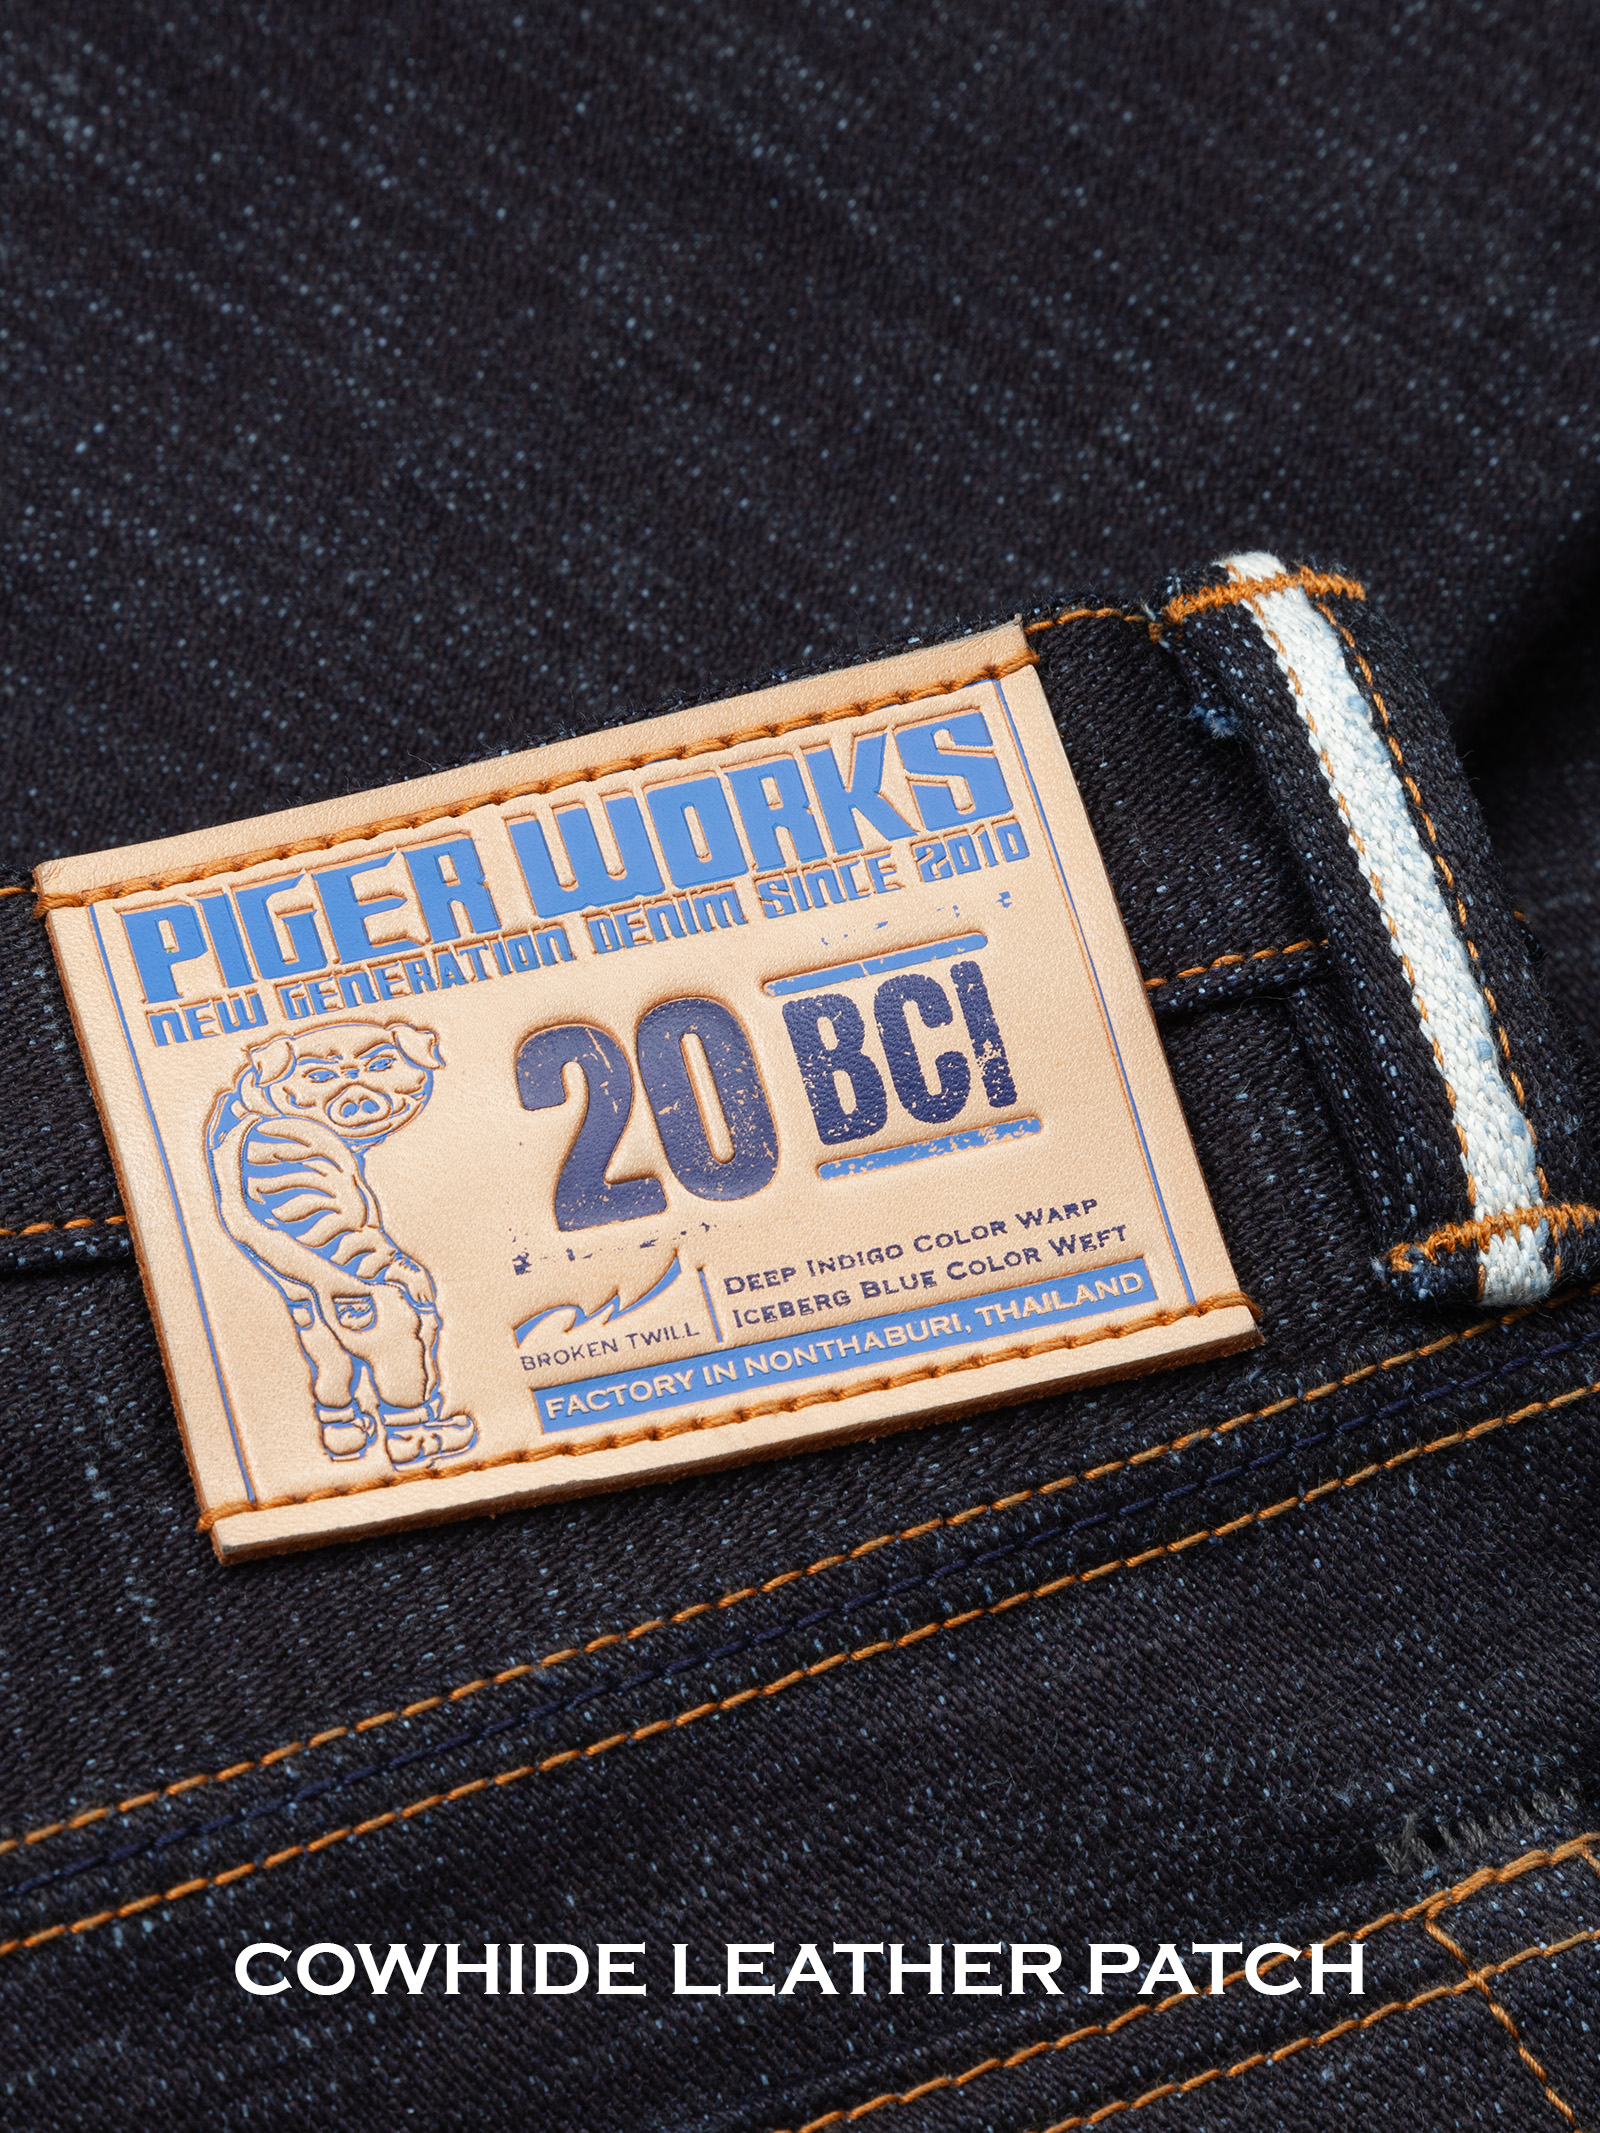 PIGER WORKS
NEW GENERATION DENIM SINCE 2010
20 BCI
BROKEN TWILL
DEEP INDIGO COLOR WARP
ICEBERG BLUE COLOR WEFT
FACTORY IN NONTHABURI, THAILAND
COWHIDE LEATHER PATCH